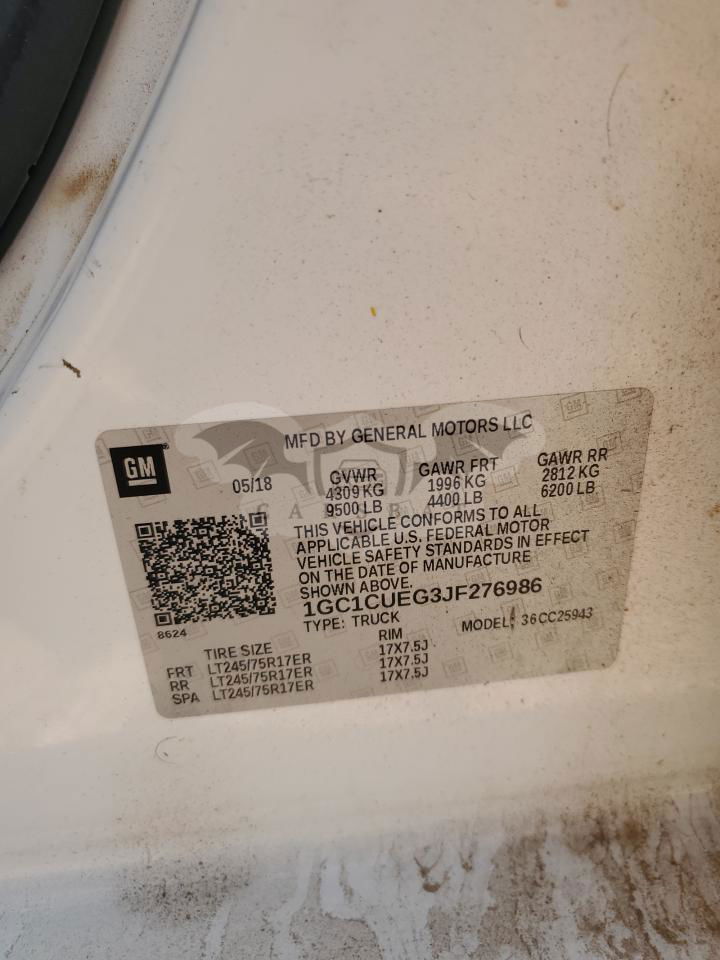 GM
®
MFD BY GENERAL MOTORS LLC
05/18
GVWR
4309 KG
9500 LB
GAWR FRT
1996 KG
4400 LB
GAWR RR
2812 KG
6200 LB
THIS VEHICLE CONFORMS TO ALL
APPLICABLE U.S. FEDERAL MOTOR
VEHICLE SAFETY STANDARDS IN EFFECT
ON THE DATE OF MANUFACTURE
SHOWN ABOVE.
1GC1CUEG3JF276986
TYPE: TRUCK
MODEL: 36CC25943
8624
TIRE SIZE RIM
FRT LT245/75R17ER 17X7.5J
RR LT245/75R17ER 17X7.5J
SPA LT245/75R17ER 17X7.5J